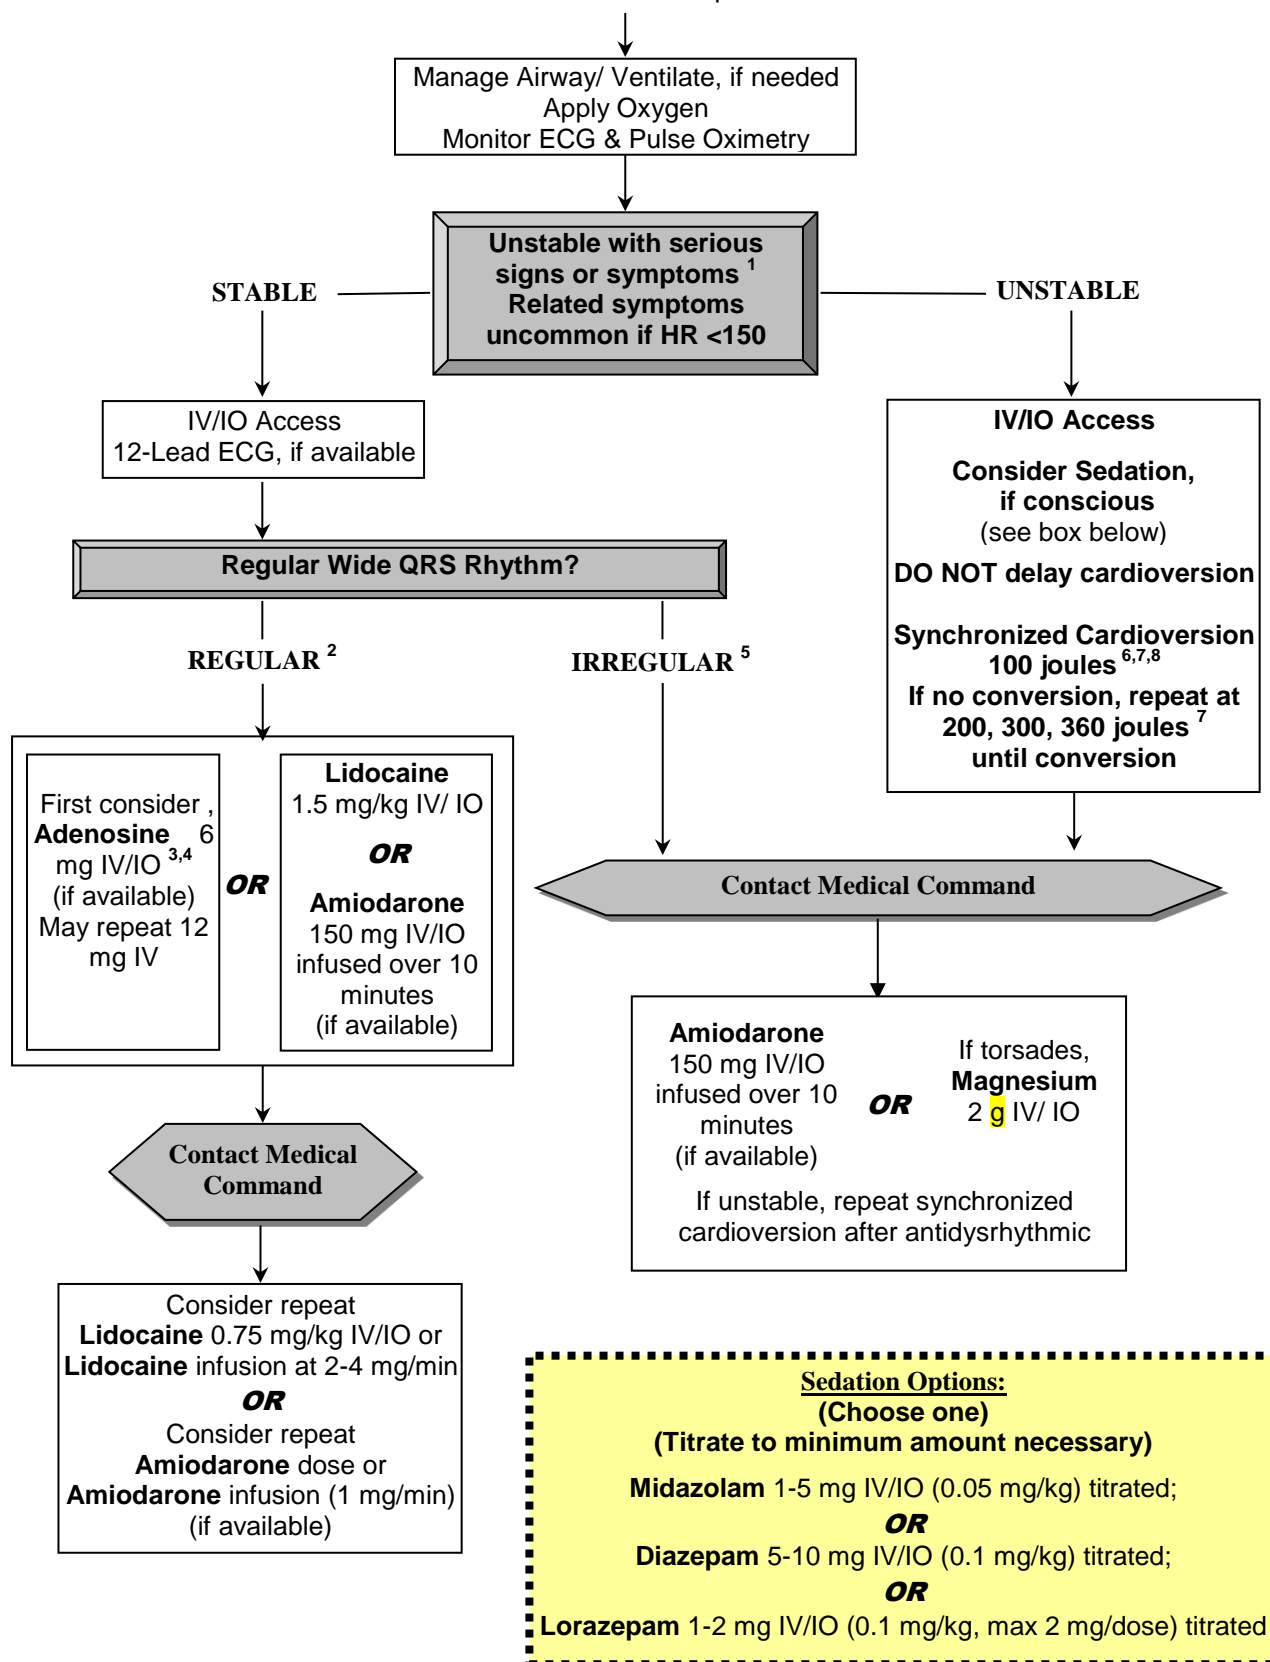 Manage Airway/ Ventilate, if needed
Apply Oxygen
Monitor ECG & Pulse Oximetry
Unstable with serious
signs or symptoms 1
Related symptoms
uncommon if HR <150
STABLE
UNSTABLE
IV/IO Access
12-Lead ECG, if available
IV/IO Access
Consider Sedation,
if conscious
(see box below)
DO NOT delay cardioversion
Synchronized Cardioversion
100 joules 6,7,8
If no conversion, repeat at
200, 300, 360 joules 7
until conversion
Regular Wide QRS Rhythm?
REGULAR 2
IRREGULAR 5
First consider ,
Adenosine 6
mg IV/IO 3,4
(if available)
May repeat 12
mg IV
OR
Lidocaine
1.5 mg/kg IV/ IO
OR
Amiodarone
150 mg IV/IO
infused over 10
minutes
(if available)
Contact Medical Command
Amiodarone
150 mg IV/IO
infused over 10
minutes
(if available)
OR
If torsades,
Magnesium
2 g IV/ IO
If unstable, repeat synchronized
cardioversion after antidysrhythmic
Contact Medical
Command
Consider repeat
Lidocaine 0.75 mg/kg IV/IO or
Lidocaine infusion at 2-4 mg/min
OR
Consider repeat
Amiodarone dose or
Amiodarone infusion (1 mg/min)
(if available)
Sedation Options:
(Choose one)
(Titrate to minimum amount necessary)
Midazolam 1-5 mg IV/IO (0.05 mg/kg) titrated;
OR
Diazepam 5-10 mg IV/IO (0.1 mg/kg) titrated;
OR
Lorazepam 1-2 mg IV/IO (0.1 mg/kg, max 2 mg/dose) titrated